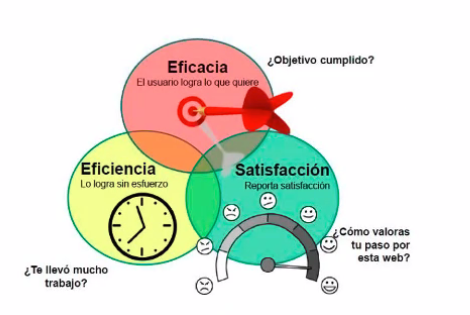 Eficacia
El usuario logra lo que quiere
¿Objetivo cumplido?
Eficiencia
Lo logra sin esfuerzo
Satisfacción
Reporta satisfacción
¿Cómo valoras
tu paso por
esta web?
¿Te llevó mucho
trabajo?